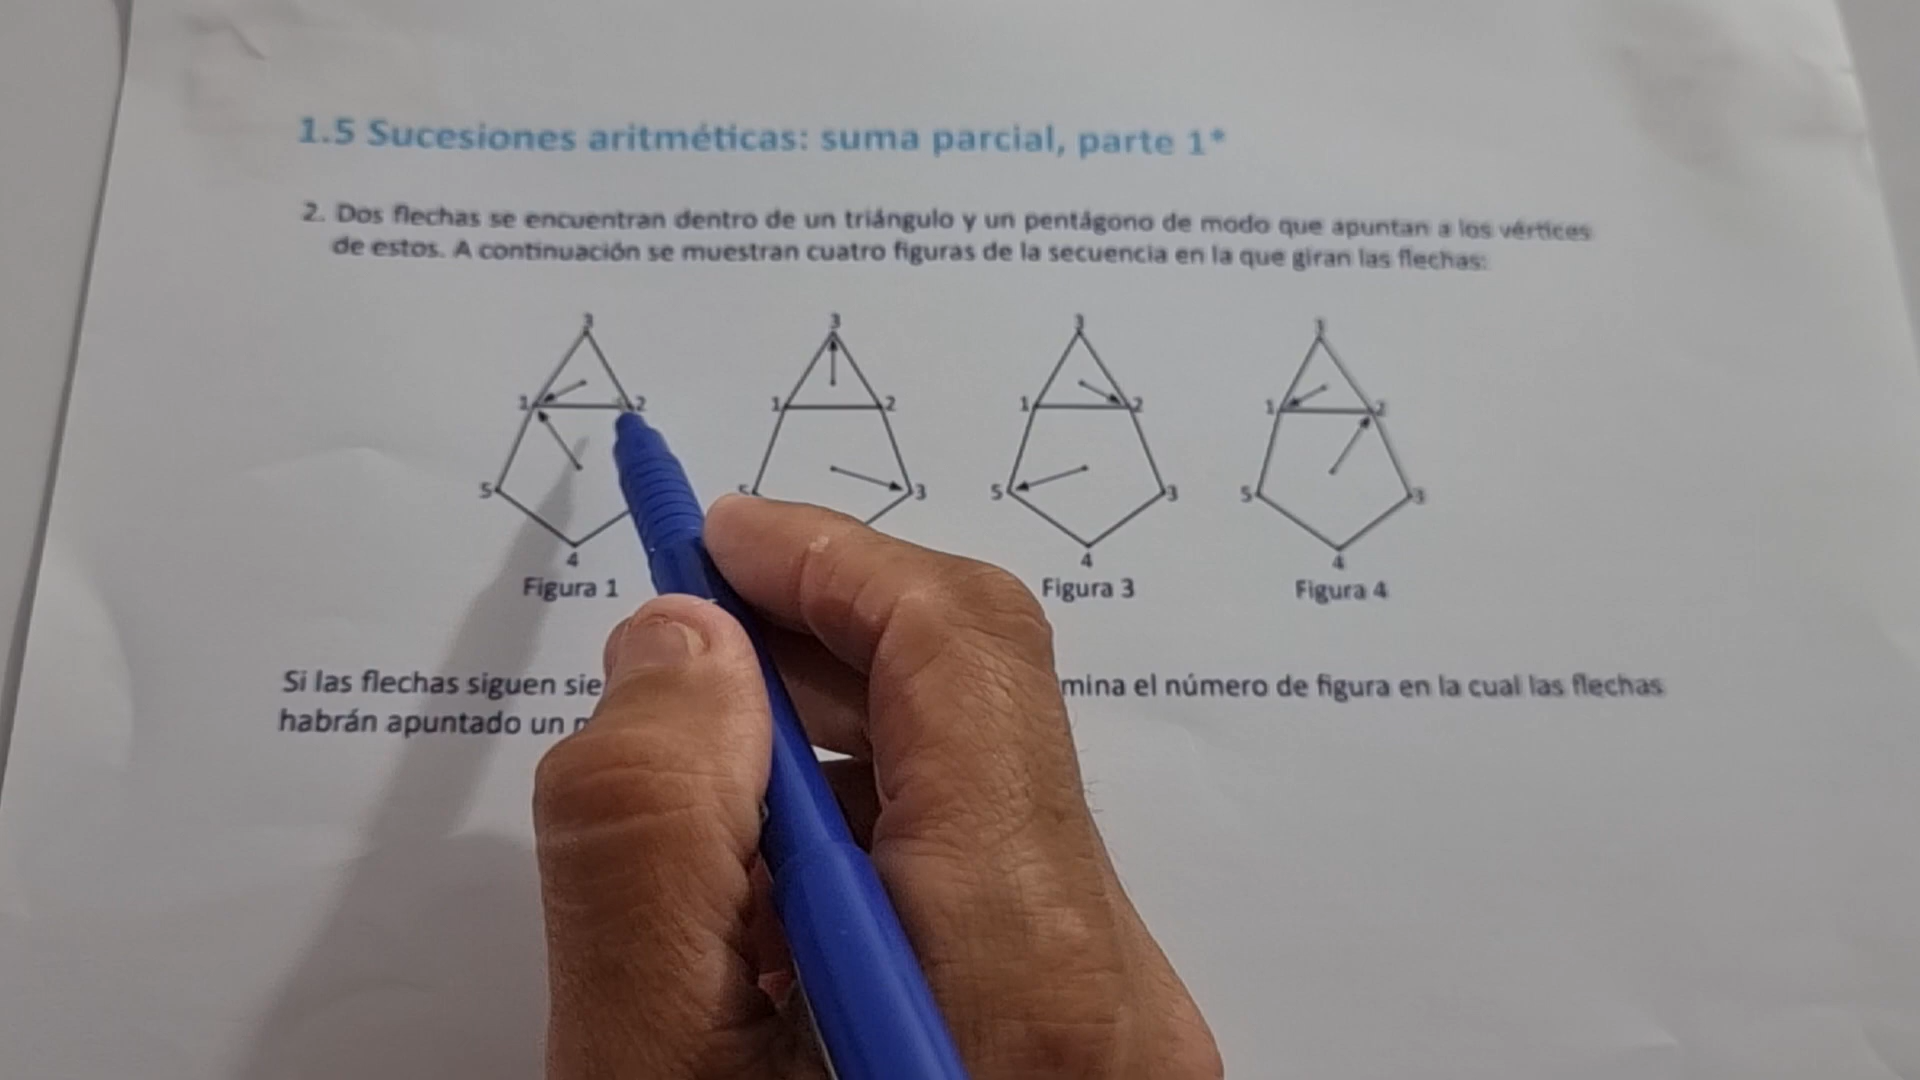 1.5 Sucesiones aritméticas: suma parcial, parte 1*
2. Dos flechas se encuentran dentro de un triángulo y un pentágono de modo que apuntan a los vértices
de estos. A continuación se muestran cuatro figuras de la secuencia en la que giran las flechas:
3 3 3 3
1 2 1 2 1 2 1 2
5 5 3 5 3 5 3
4 4 4
Figura 1 Figura 3 Figura 4
Si las flechas siguen sie mina el número de figura en la cual las flechas
habrán apuntado un